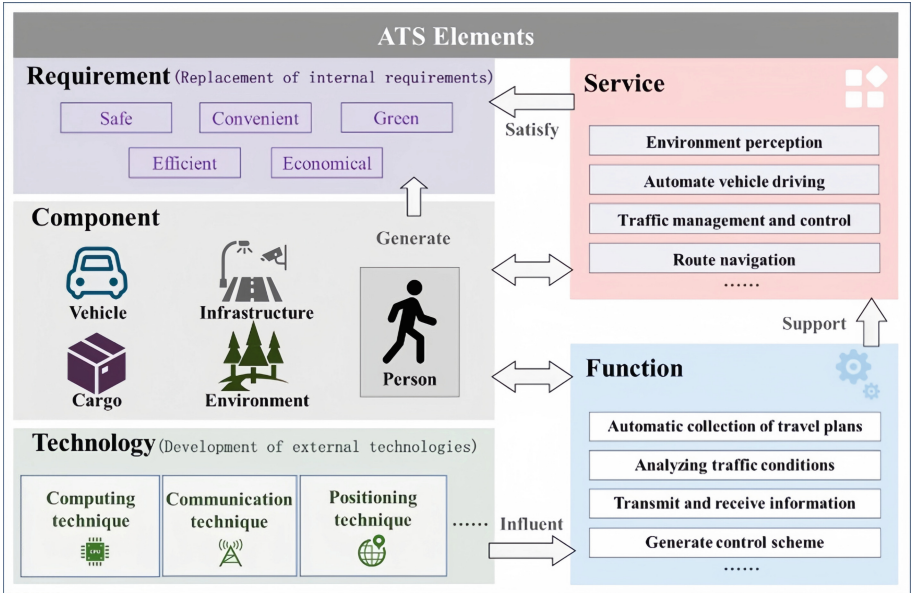 ATS Elements
Requirement(Replacement of internal requirements)
Safe
Convenient
Green
Efficient
Economical
Satisfy
Service
Environment perception
Automate vehicle driving
Traffic management and control
Route navigation
......
Component
Generate
Vehicle
Infrastructure
Cargo
Environment
Person
Support
Function
Automatic collection of travel plans
Analyzing traffic conditions
Transmit and receive information
Generate control scheme
......
Technology(Development of external technologies)
Computing
technique
CPU
Communication
technique
Positioning
technique
......
Influent